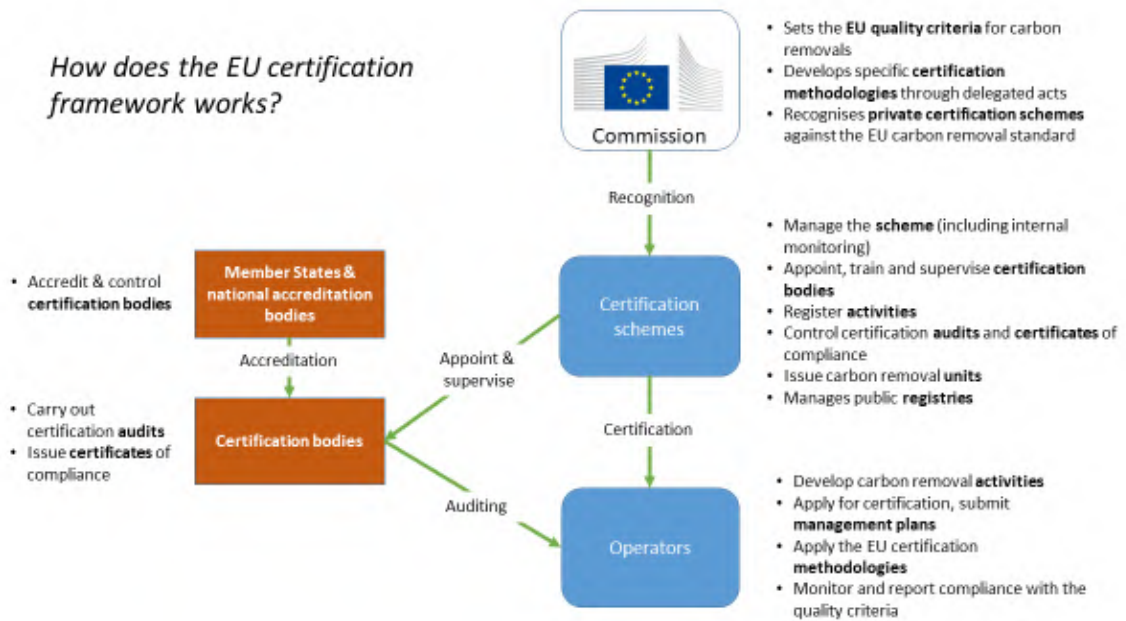 How does the EU certification
framework works?
Commission
• Sets the EU quality criteria for carbon
removals
• Develops specific certification
methodologies through delegated acts
• Recognises private certification schemes
against the EU carbon removal standard
Recognition
• Accredit & control
certification bodies
Member States &
national accreditation
bodies
Certification
schemes
• Manage the scheme (including internal
monitoring)
• Appoint, train and supervise certification
bodies
• Register activities
• Control certification audits and certificates of
compliance
• Issue carbon removal units
• Manages public registries
Accreditation
Appoint &
supervise
• Carry out
certification audits
• Issue certificates of
compliance
Certification bodies
Certification
Auditing
Operators
• Develop carbon removal activities
• Apply for certification, submit
management plans
• Apply the EU certification
methodologies
• Monitor and report compliance with the
quality criteria